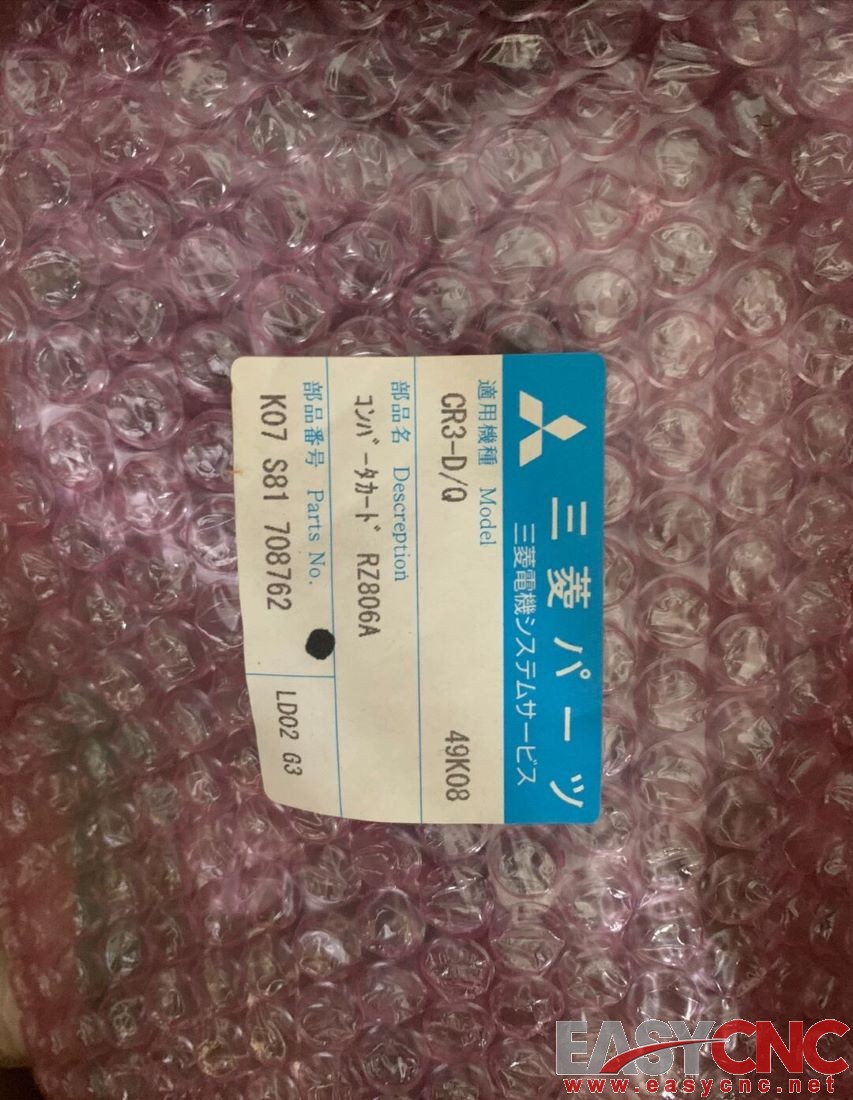 三菱パーツ
三菱電機システムサービス
適用機種 Model
CR3-D/Q 49K08
部品名 Descreption
コンバータカード RZ806A
部品番号 Parts No.
K07 S81 708762
LD02 G3
EASYCNC
www.easycnc.net